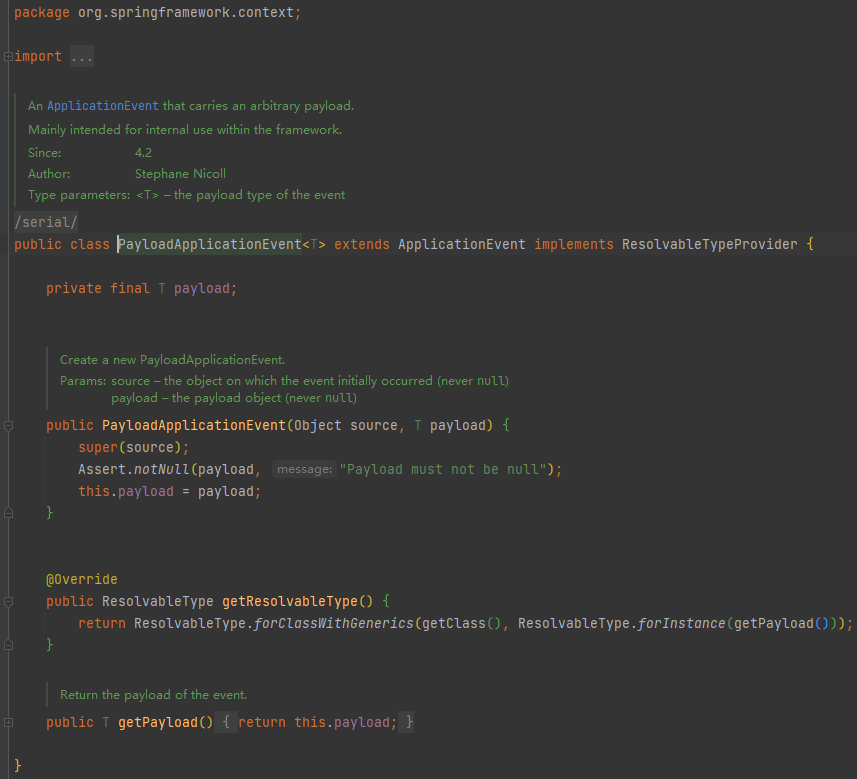 package org.springframework.context;
import ...
An ApplicationEvent that carries an arbitrary payload.
Mainly intended for internal use within the framework.
Since: 4.2
Author: Stephane Nicoll
Type parameters: <T> – the payload type of the event
/serial/
public class PayloadApplicationEvent<T> extends ApplicationEvent implements ResolvableTypeProvider {
private final T payload;
Create a new PayloadApplicationEvent.
Params: source – the object on which the event initially occurred (never null)
payload – the payload object (never null)
public PayloadApplicationEvent(Object source, T payload) {
super(source);
Assert.notNull(payload, message: "Payload must not be null");
this.payload = payload;
}
@Override
public ResolvableType getResolvableType() {
return ResolvableType.forClassWithGenerics(getClass(), ResolvableType.forInstance(getPayload()));
}
Return the payload of the event.
public T getPayload() { return this.payload; }
}